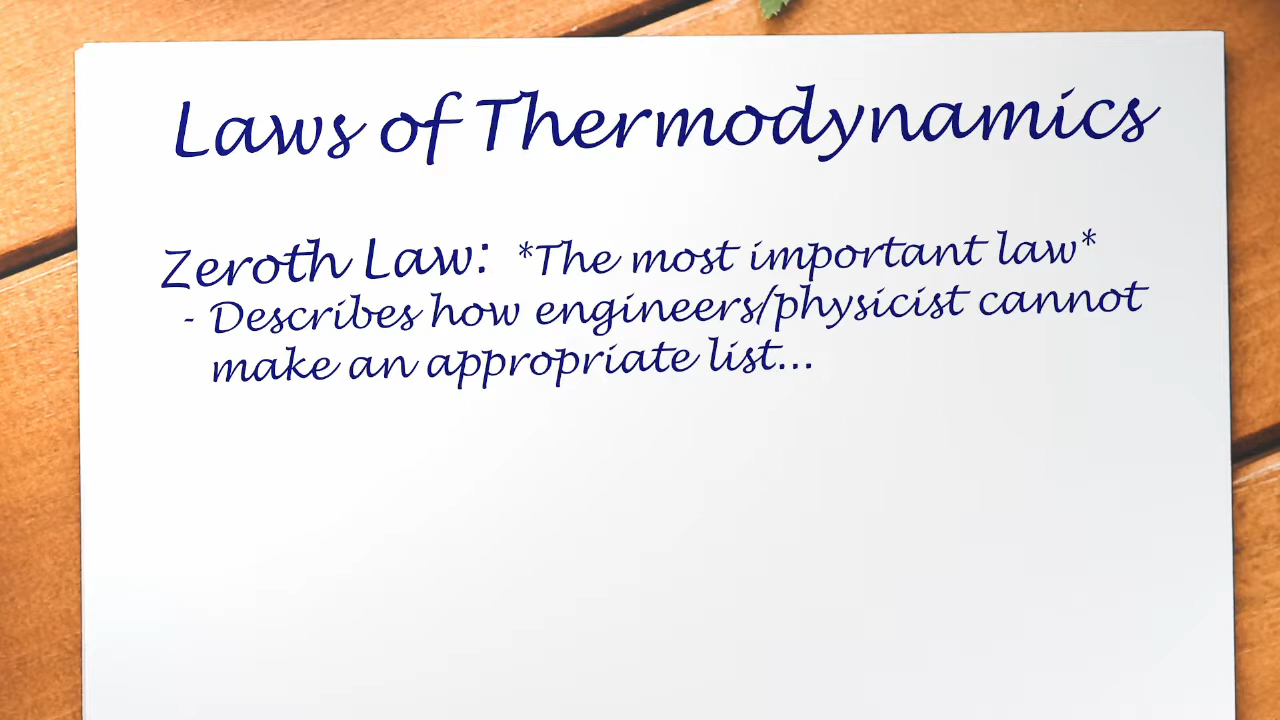 Laws of Thermodynamics
Zeroth Law: *The most important law*
- Describes how engineers/physicist cannot
make an appropriate list...